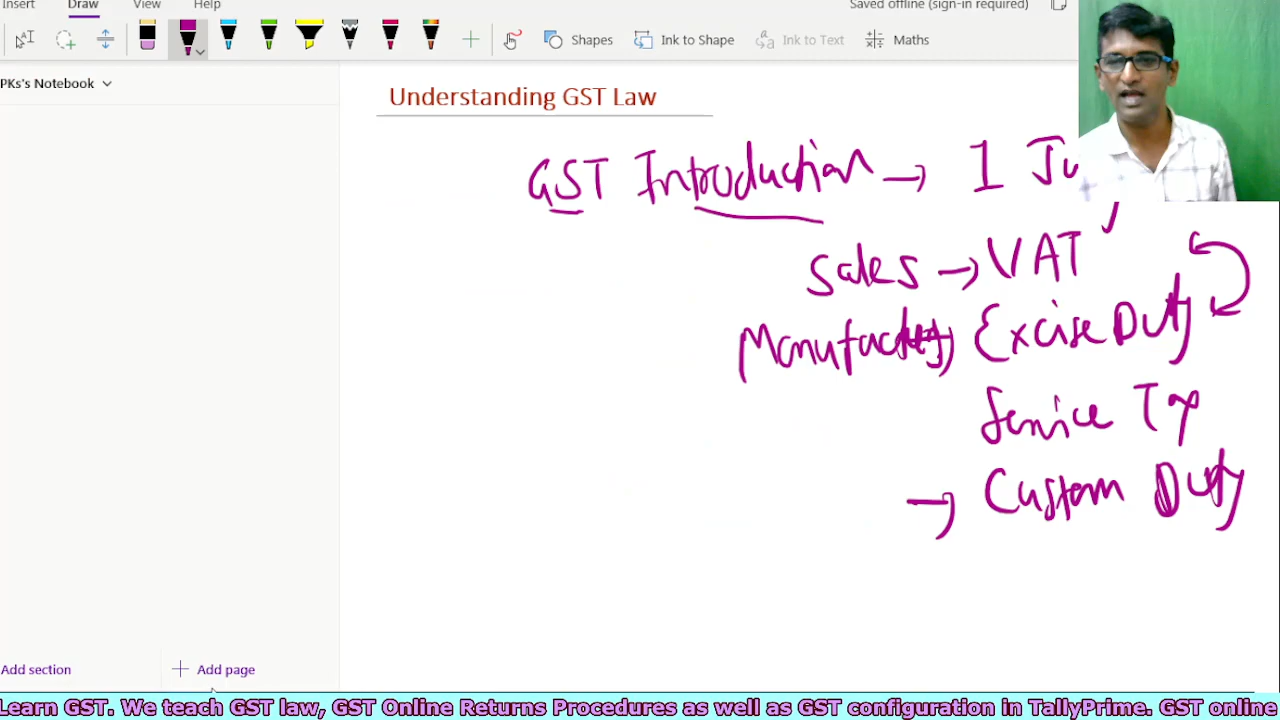 Insert Draw View Help Saved offline (sign-in required)
Shapes Ink to Shape Ink to Text Maths
PKs's Notebook
Understanding GST Law
GST Introduction → 1 Ju
Sales → VAT
Excise Duty
Service Tax
→ Custom Duty
Add section Add page
Learn GST. We teach GST law, GST Online Returns Procedures as well as GST configuration in TallyPrime. GST online